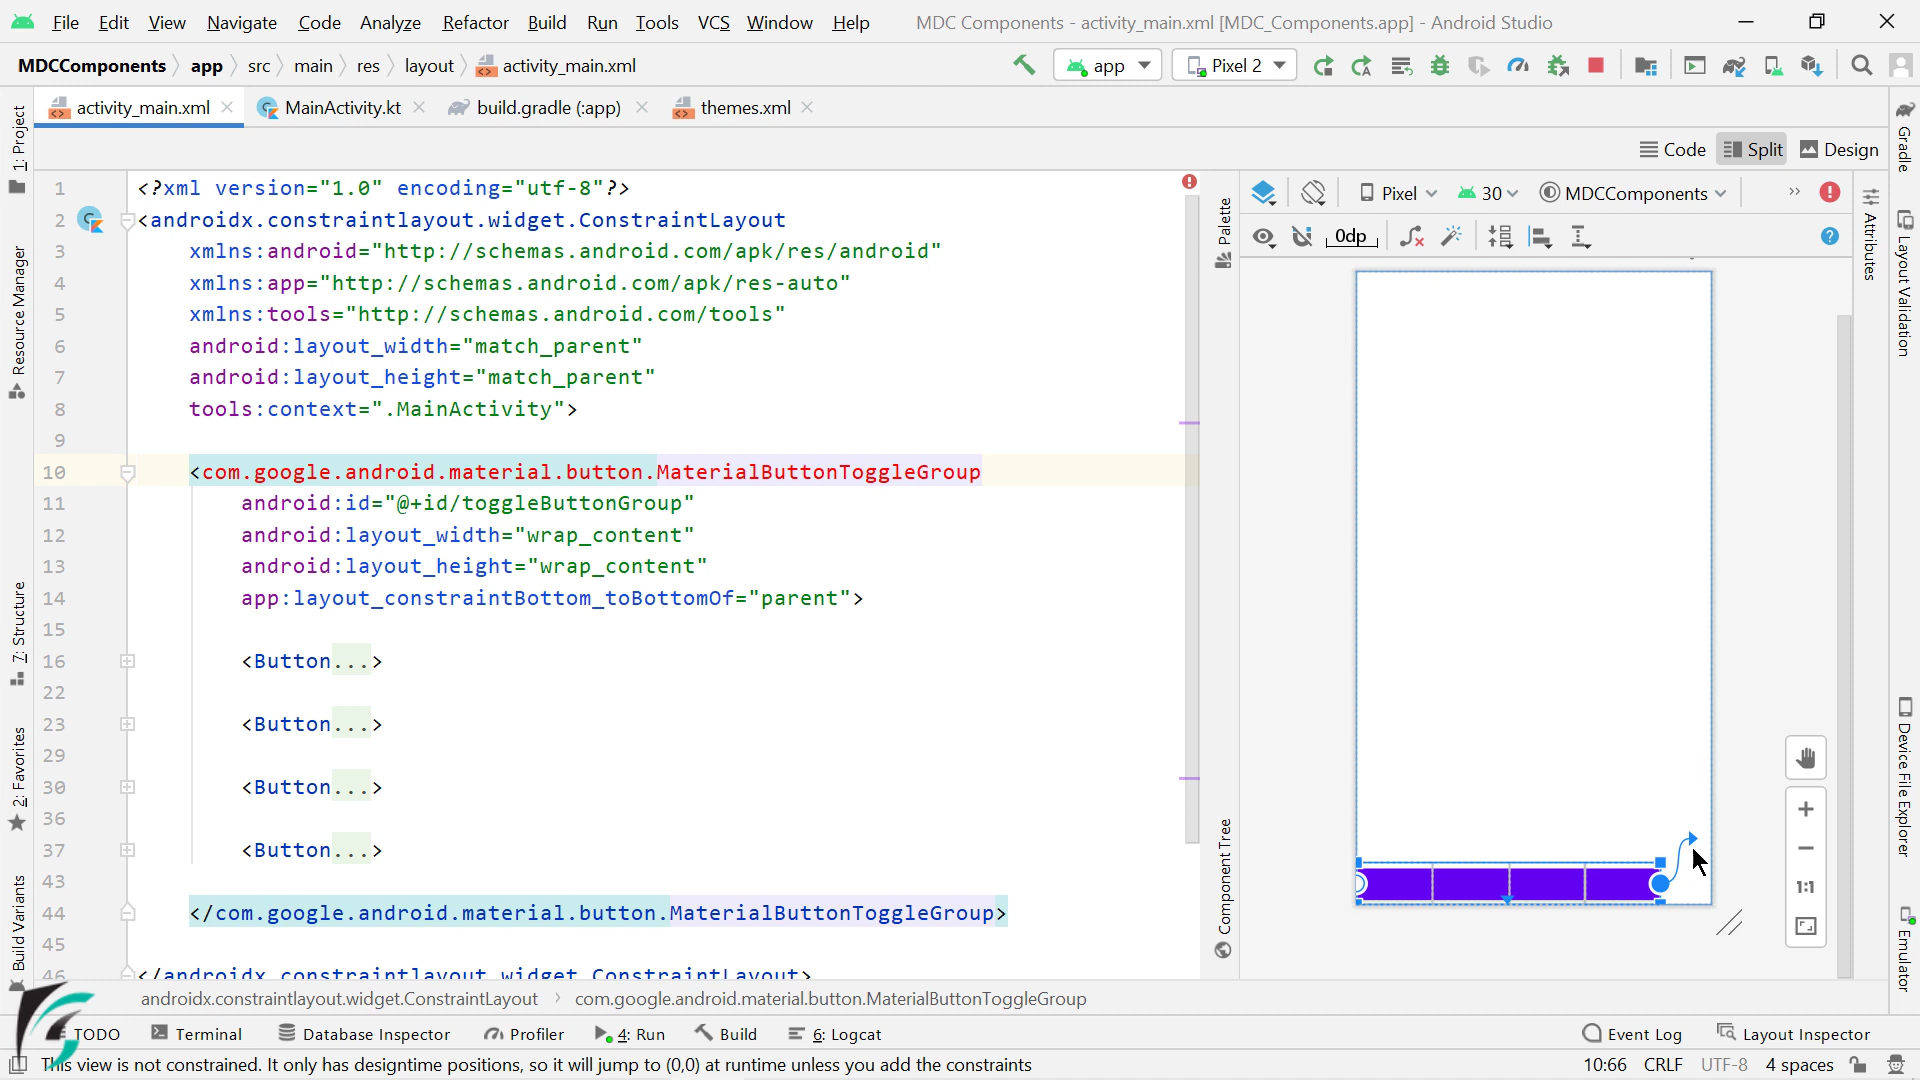 File Edit View Navigate Code Analyze Refactor Build Run Tools VCS Window Help MDC Components - activity_main.xml [MDC_Components.app] - Android Studio
MDCComponents app src main res layout activity_main.xml app Pixel 2
activity_main.xml MainActivity.kt build.gradle (:app) themes.xml
Code Split Design
1: Project
Resource Manager
7: Structure
2: Favorites
Build Variants
1 <?xml version="1.0" encoding="utf-8"?>
2 <androidx.constraintlayout.widget.ConstraintLayout
3 xmlns:android="http://schemas.android.com/apk/res/android"
4 xmlns:app="http://schemas.android.com/apk/res-auto"
5 xmlns:tools="http://schemas.android.com/tools"
6 android:layout_width="match_parent"
7 android:layout_height="match_parent"
8 tools:context=".MainActivity">
9
10 <com.google.android.material.button.MaterialButtonToggleGroup
11 android:id="@+id/toggleButtonGroup"
12 android:layout_width="wrap_content"
13 android:layout_height="wrap_content"
14 app:layout_constraintBottom_toBottomOf="parent">
15
16 <Button...>
22
23 <Button...>
29
30 <Button...>
36
37 <Button...>
43
44 </com.google.android.material.button.MaterialButtonToggleGroup>
45
46 </androidx.constraintlayout.widget.ConstraintLayout>
Palette
Component Tree
Pixel 30 MDCComponents
0dp
1:1
Attributes
Gradle
Layout Validation
Device File Explorer
Emulator
androidx.constraintlayout.widget.ConstraintLayout com.google.android.material.button.MaterialButtonToggleGroup
TODO Terminal Database Inspector Profiler 4: Run Build 6: Logcat Event Log Layout Inspector
This view is not constrained. It only has designtime positions, so it will jump to (0,0) at runtime unless you add the constraints 10:66 CRLF UTF-8 4 spaces